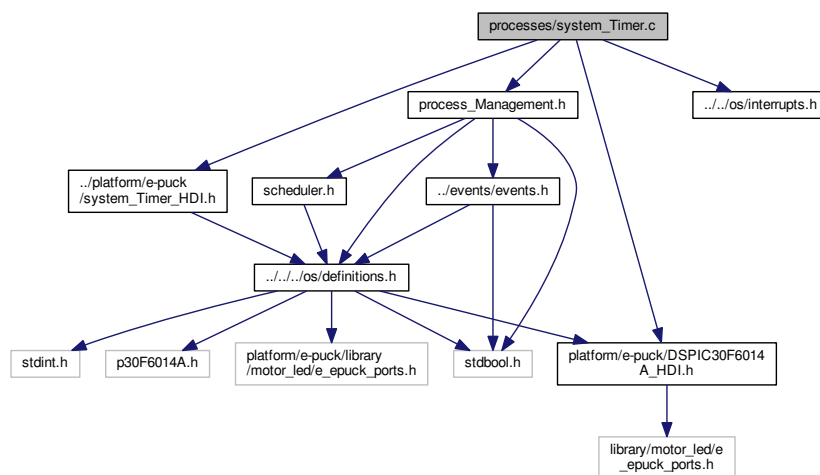 processes/system_Timer.c
process_Management.h
../../os/interrupts.h
../platform/e-puck
/system_Timer_HDI.h
scheduler.h
../events/events.h
../../../os/definitions.h
stdint.h
p30F6014A.h
platform/e-puck/library
/motor_led/e_epuck_ports.h
stdbool.h
platform/e-puck/DSPIC30F6014
A_HDI.h
library/motor_led/e
_epuck_ports.h